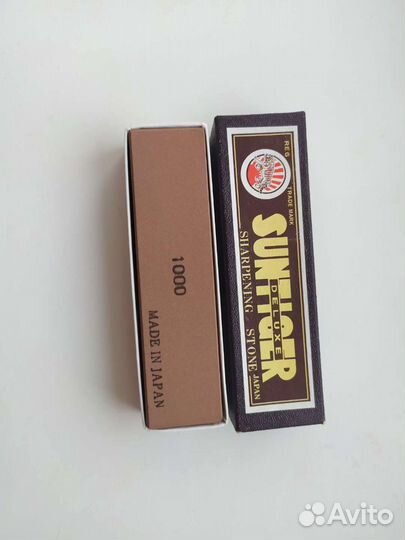 1000
MADE IN JAPAN
REG TRADE MARK
SUNTIGER
DELUXE
SHARPENING STONE JAPAN
Avito